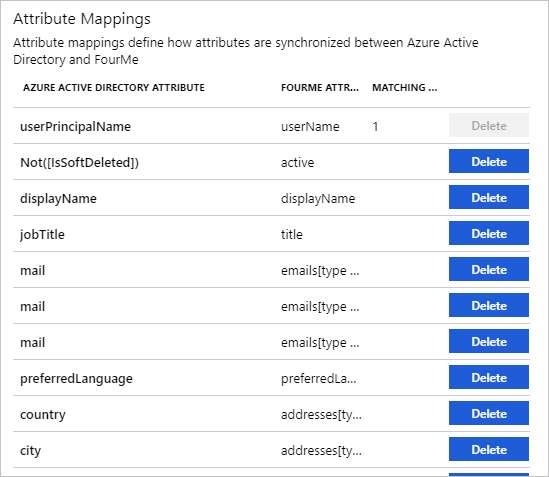 Attribute Mappings
Attribute mappings define how attributes are synchronized between Azure Active
Directory and FourMe
AZURE ACTIVE DIRECTORY ATTRIBUTE FOURME ATTR... MATCHING ...
userPrincipalName userName 1 Delete
Not([IsSoftDeleted]) active Delete
displayName displayName Delete
jobTitle title Delete
mail emails[type ... Delete
mail emails[type ... Delete
mail emails[type ... Delete
preferredLanguage preferredLa... Delete
country addresses[ty... Delete
city addresses[ty... Delete